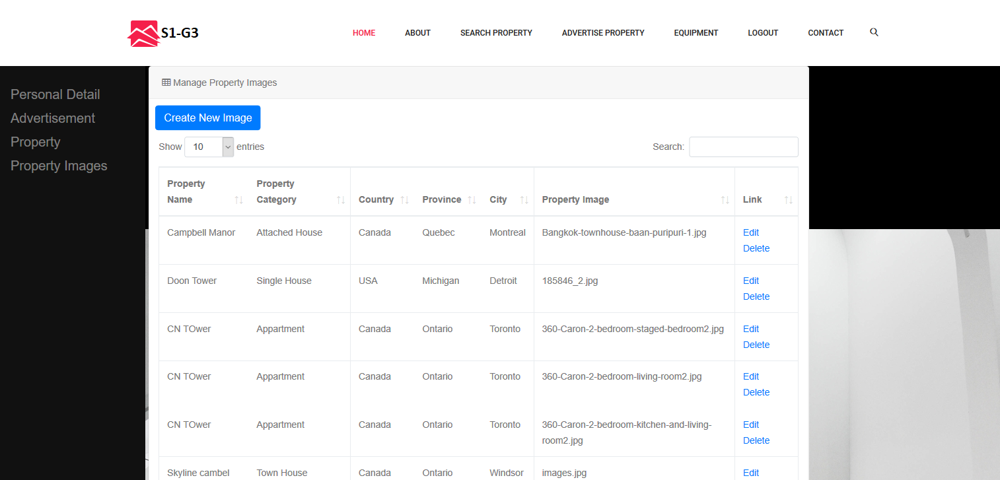 S1-G3
HOME ABOUT SEARCH PROPERTY ADVERTISE PROPERTY EQUIPMENT LOGOUT CONTACT
Personal Detail
Advertisement
Property
Property Images
Manage Property Images
Create New Image
Show 10 entries Search:
Property Name Property Category Country Province City Property Image Link
Campbell Manor Attached House Canada Quebec Montreal Bangkok-townhouse-baan-puripuri-1.jpg Edit
Delete
Doon Tower Single House USA Michigan Detroit 185846_2.jpg Edit
Delete
CN TOwer Appartment Canada Ontario Toronto 360-Caron-2-bedroom-staged-bedroom2.jpg Edit
Delete
CN TOwer Appartment Canada Ontario Toronto 360-Caron-2-bedroom-living-room2.jpg Edit
Delete
CN TOwer Appartment Canada Ontario Toronto 360-Caron-2-bedroom-kitchen-and-living- Edit
room2.jpg Delete
Skyline cambel Town House Canada Ontario Windsor images.jpg Edit